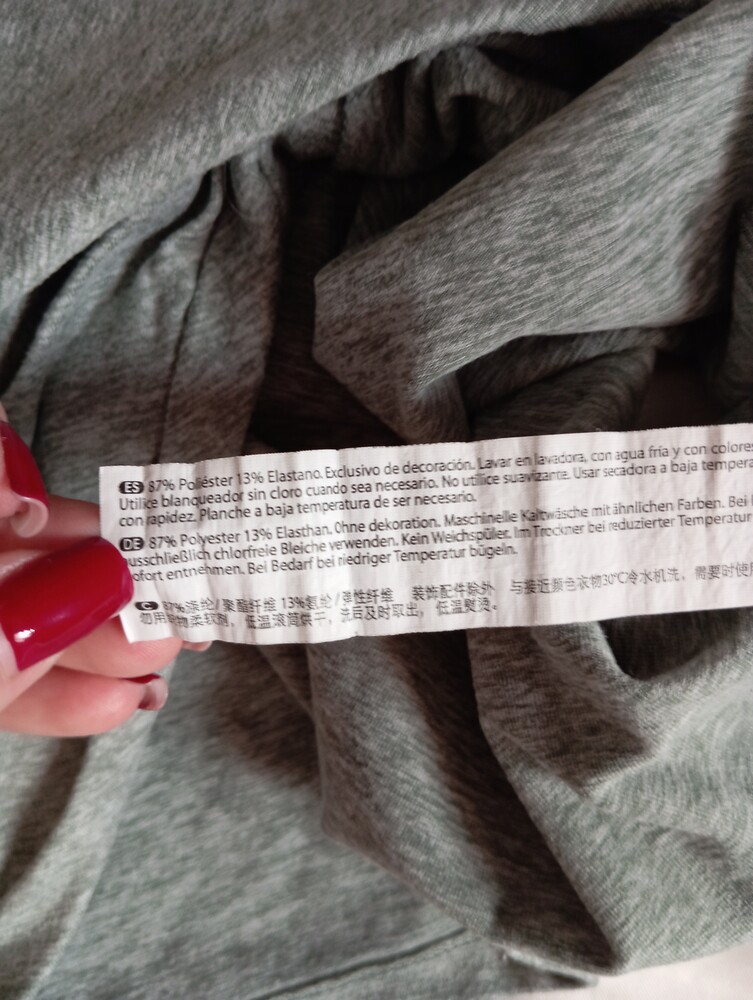 ES 87% Poliéster 13% Elastano. Exclusivo de decoración. Lavar en lavadora, con agua fría y con colores
Utilice blanqueador sin cloro cuando sea necesario. No utilice suavizante. Usar secadora a baja tempera
con rapidez. Planche a baja temperatura de ser necesario.
DE 87% Polyester 13% Elasthan. Ohne dekoration. Maschinelle Kaltwäsche mit ähnlichen Farben. Bei
usschließlich chlorfreie Bleiche verwenden. Kein Weichspüler. Im Trockner bei reduzierter Temperatur
ofort entnehmen. Bei Bedarf bei niedriger Temperatur bügeln.
C 87%涤纶/聚酯纤维 13%氨纶/弹性纤维 装饰配件除外 与接近颜色衣物30°C冷水机洗, 需要时使用
勿用 物柔软剂, 低温滚筒烘干, 洗后及时取出, 低温熨烫。